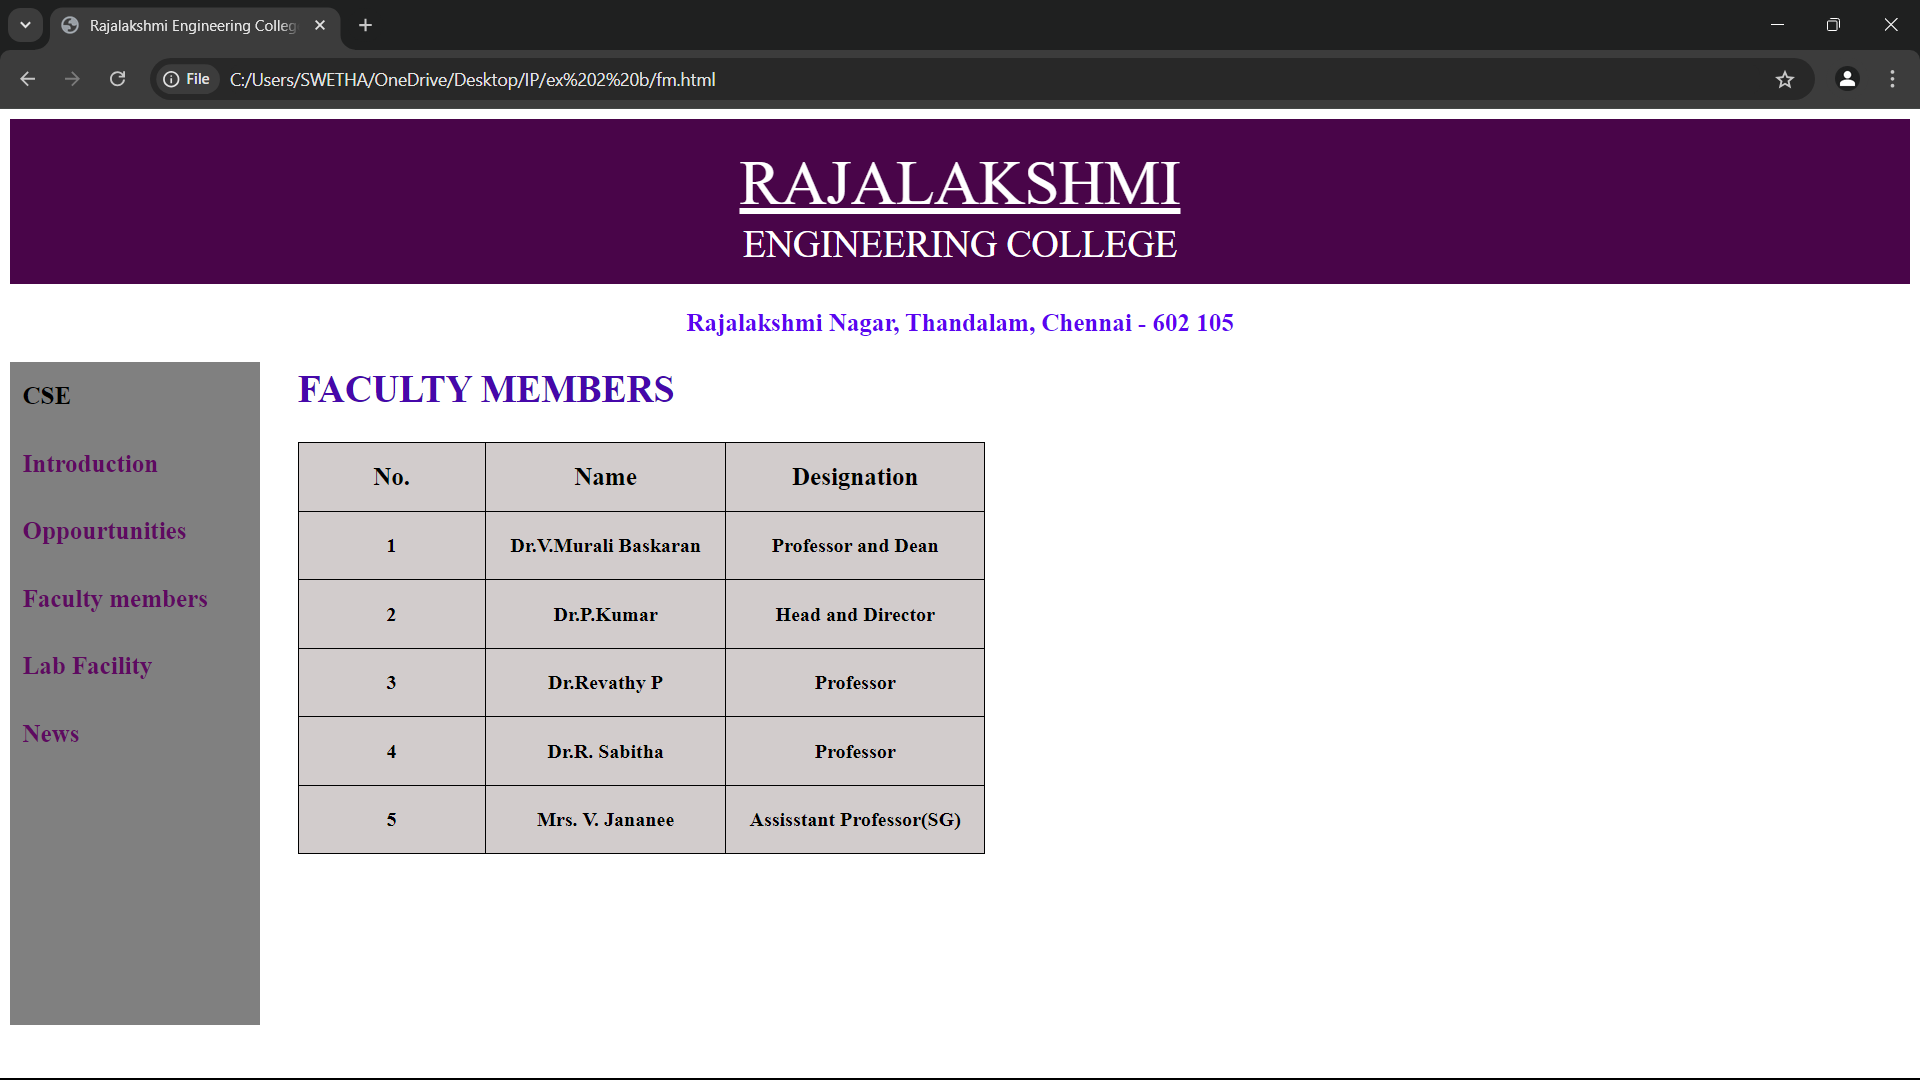 Rajalakshmi Engineering Colleg
File C:/Users/SWETHA/OneDrive/Desktop/IP/ex%202%20b/fm.html
RAJALAKSHMI
ENGINEERING COLLEGE
Rajalakshmi Nagar, Thandalam, Chennai - 602 105
CSE
Introduction
Oppourtunities
Faculty members
Lab Facility
News
FACULTY MEMBERS
No. Name Designation
1 Dr.V.Murali Baskaran Professor and Dean
2 Dr.P.Kumar Head and Director
3 Dr.Revathy P Professor
4 Dr.R. Sabitha Professor
5 Mrs. V. Jananee Assisstant Professor(SG)